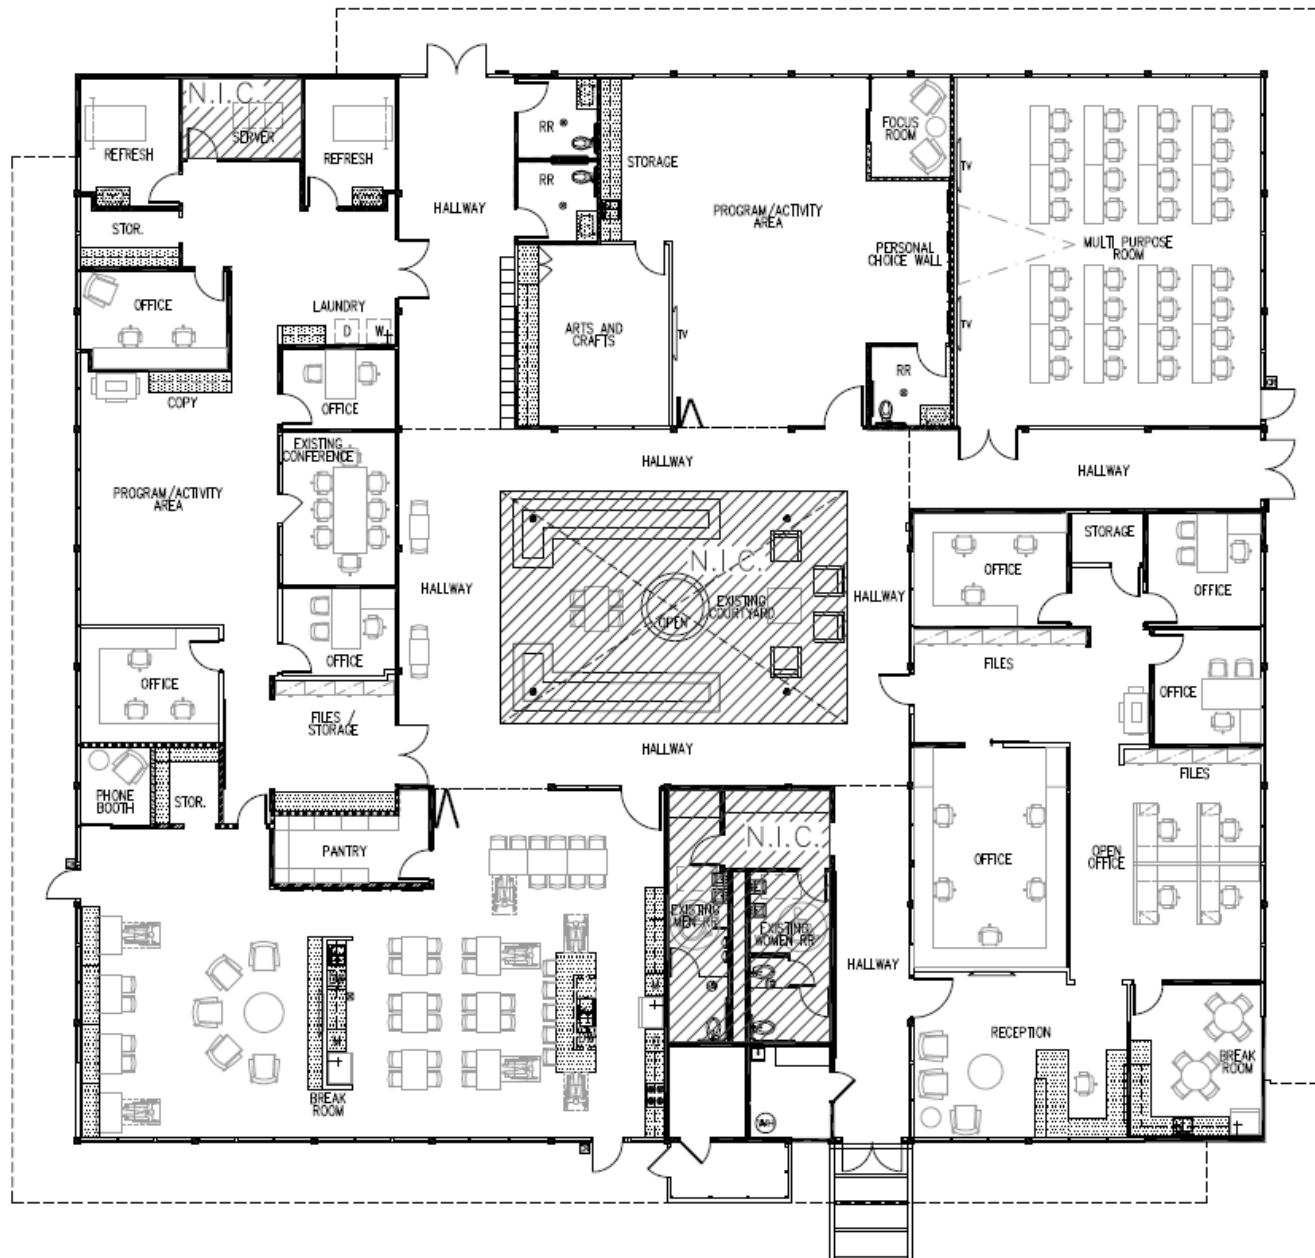 N.I.C.
SERVER
REFRESH
REFRESH
STOR.
OFFICE
LAUNDRY
D
W
COPY
OFFICE
EXISTING
CONFERENCE
PROGRAM/ACTIVITY
AREA
OFFICE
OFFICE
FILES /
STORAGE
PHONE
BOOTH
STOR.
PANTRY
HALLWAY
RR
RR
STORAGE
ARTS AND
CRAFTS
TV
PROGRAM/ACTIVITY
AREA
FOCUS
ROOM
PERSONAL
CHOICE WALL
RR
TV
TV
MULTI PURPOSE
ROOM
HALLWAY
HALLWAY
HALLWAY
N.I.C.
OPEN
EXISTING
COURTYARD
HALLWAY
HALLWAY
OFFICE
STORAGE
OFFICE
FILES
OFFICE
FILES
OFFICE
OPEN
OFFICE
N.I.C.
EXISTING
MEN RR
EXISTING
WOMEN RR
HALLWAY
RECEPTION
BREAK
ROOM
BREAK
ROOM
M
M